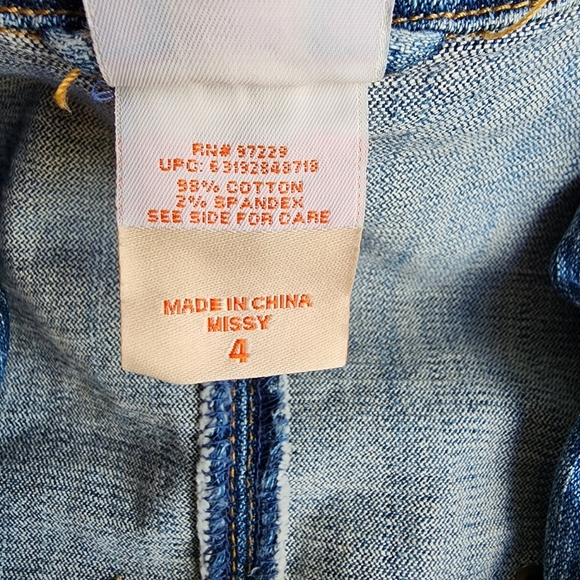 RN# 97229
UPC: 63192848718
98% COTTON
2% SPANDEX
SEE SIDE FOR CARE
MADE IN CHINA
MISSY
4